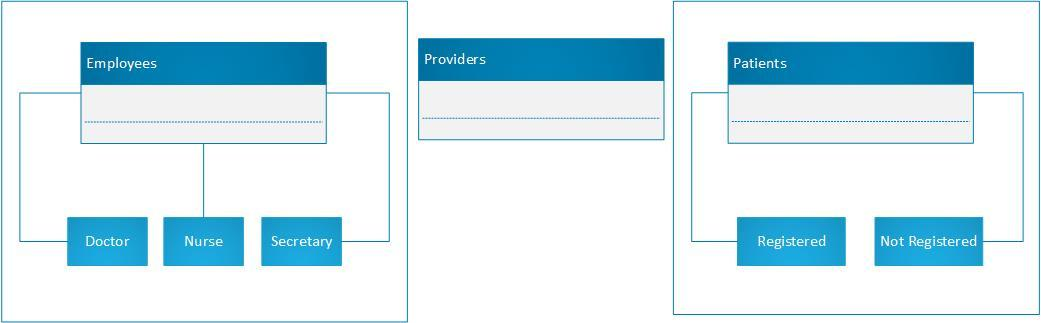 Employees
Providers
Patients
Doctor
Nurse
Secretary
Registered
Not Registered